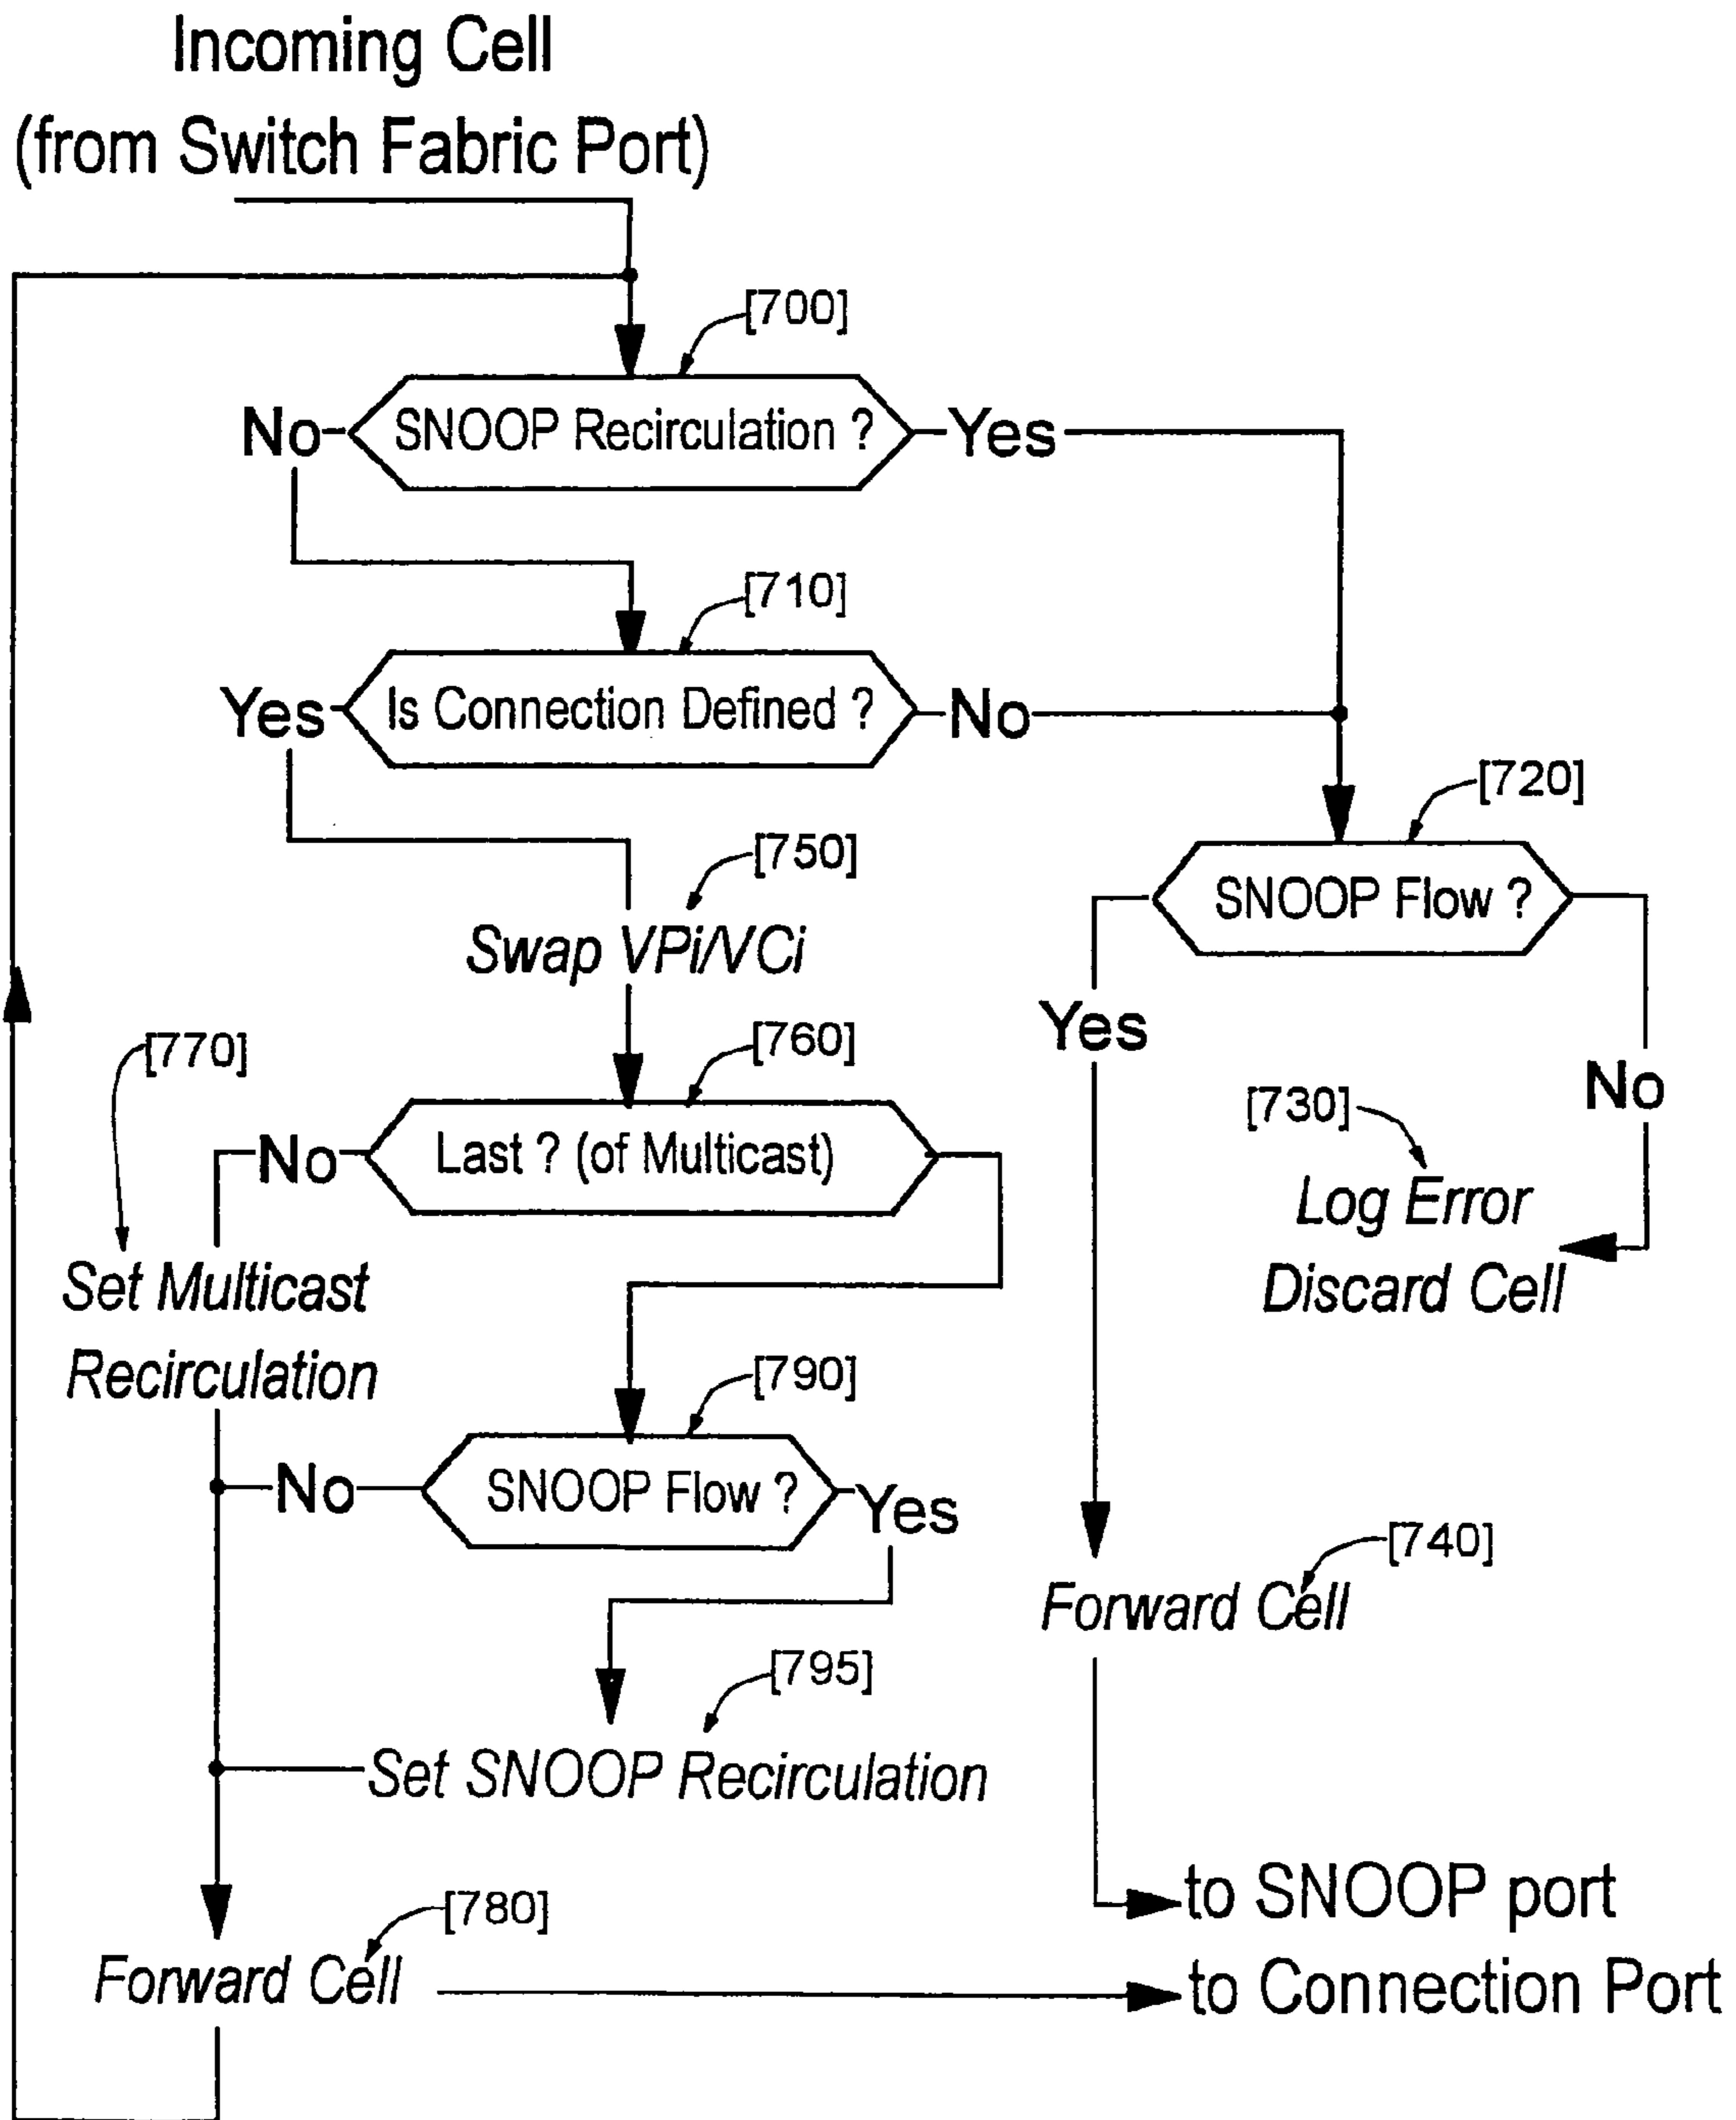 Incoming Cell
(from Switch Fabric Port)
[700]
No
SNOOP Recirculation ?
Yes
[710]
Yes
Is Connection Defined ?
No
[720]
SNOOP Flow ?
[750]
Swap VPi/VCi
Yes
No
[770]
[760]
[730]
No
Last ? (of Multicast)
Log Error
Discard Cell
Set Multicast
Recirculation
[790]
No
SNOOP Flow ?
Yes
[740]
Forward Cell
[795]
Set SNOOP Recirculation
to SNOOP port
[780]
Forward Cell
to Connection Port